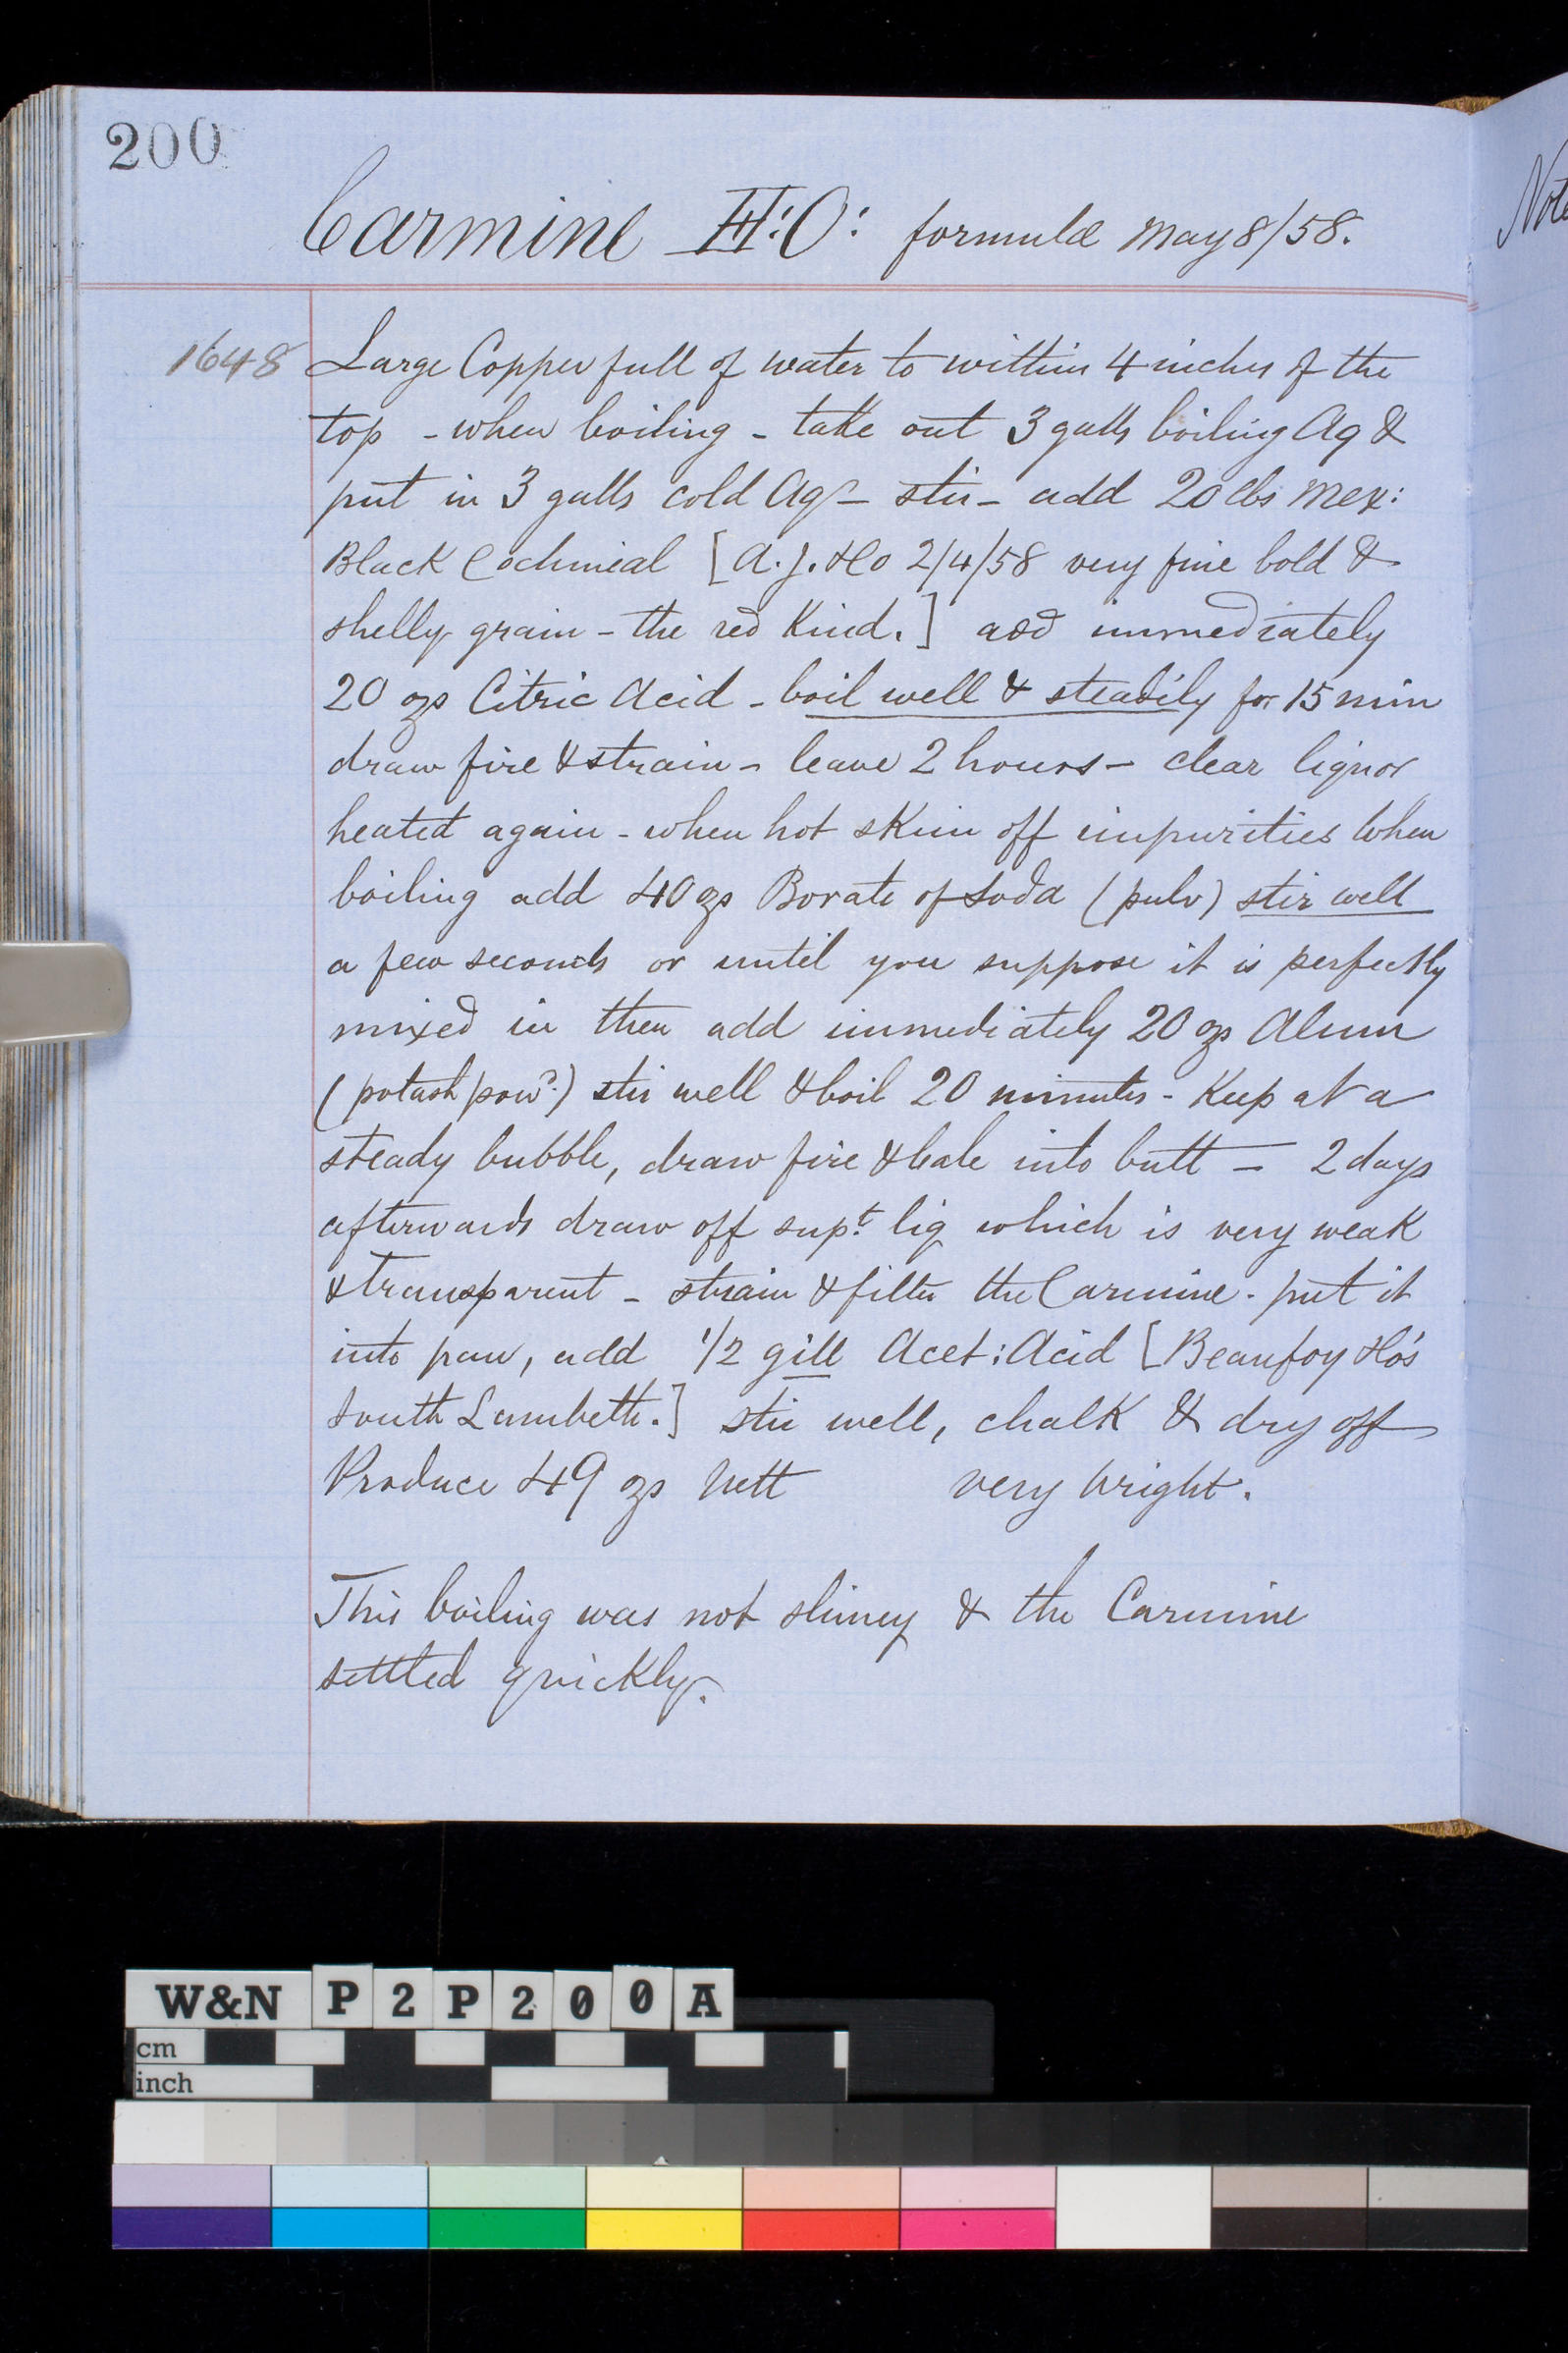 200
Carmine H:O: formula May 8/58.
Not
1648 Large Copper full of water to within 4 inches of the
top - when boiling - take out 3 galls boiling Aq &
put in 3 galls cold Aq - stir - add 20 lbs Mex:
Black Cochineal [A.J. &Co 2/4/58 very fine bold &
shelly grain - the red Kind.] add immediately
20 ozs Citric Acid - boil well & steadily for 15 min
draw fire & strain - leave 2 hours - clear liquor
heated again - when hot skim off impurities When
boiling add 40 ozs Borate of Soda (pulv) stir well
a few seconds or until you suppose it is perfectly
mixed in then add immediately 20 ozs Alum
(potash powd.) stir well & boil 20 minutes - Keep at a
steady bubble, draw fire & bale into butt - 2 days
afterwards draw off supt. liq which is very weak
& transparent - strain & filter the Carmine - put it
into pan, add 1/2 gill Acet: Acid [Beaufoy &Co's
South Lambeth.] stir well, chalk & dry off
Produce 49 ozs nett very bright.
This boiling was not slimey & the Carmine
settled quickly.
W&N P2P200A
cm
inch